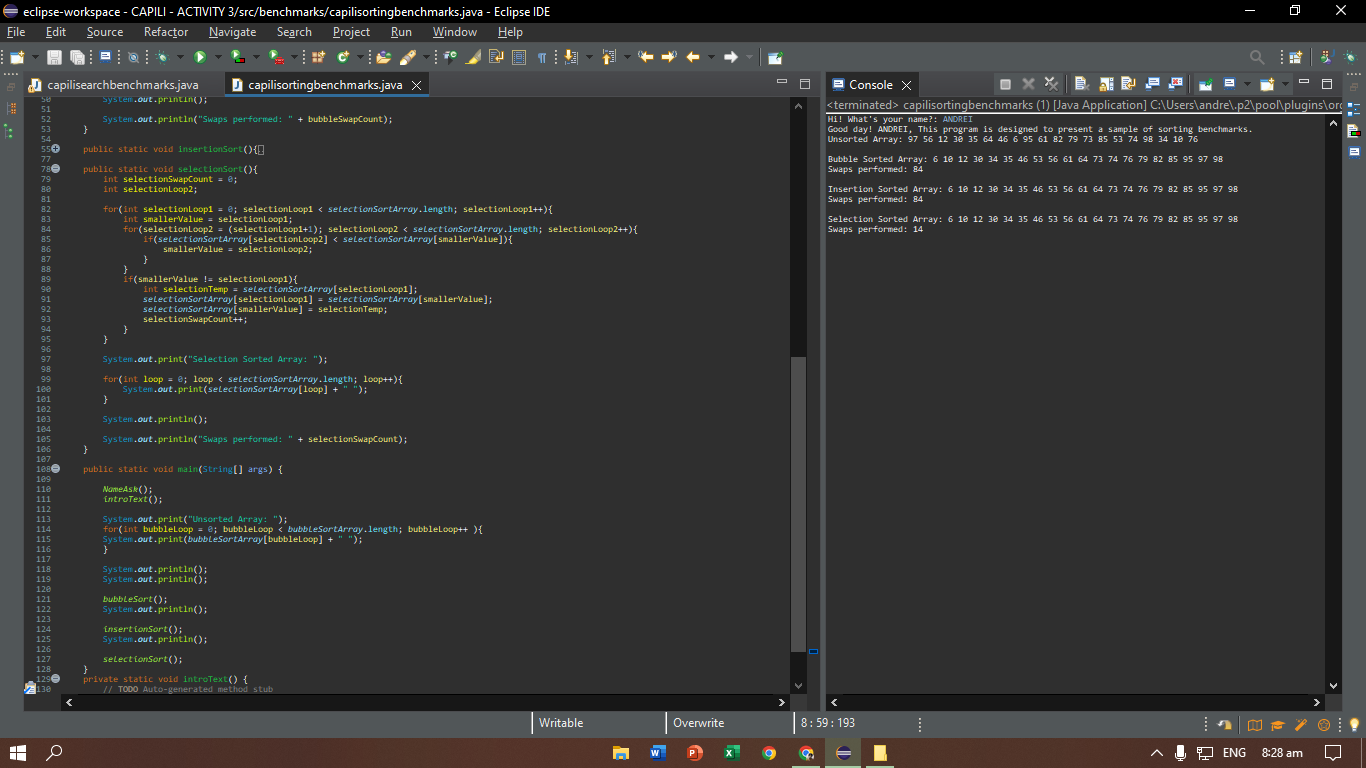 eclipse-workspace - CAPILI - ACTIVITY 3/src/benchmarks/capilisortingbenchmarks.java - Eclipse IDE
File Edit Source Refactor Navigate Search Project Run Window Help
capilisearchbenchmarks.java
capilisortingbenchmarks.java
50 System.out.println();
51
52 System.out.println("Swaps performed: " + bubbleSwapCount);
53 }
54
55 public static void insertionSort(){
77
78 public static void selectionSort(){
79 int selectionSwapCount = 0;
80 int selectionLoop2;
81
82 for(int selectionLoop1 = 0; selectionLoop1 < selectionSortArray.length; selectionLoop1++){
83 int smallerValue = selectionLoop1;
84 for(selectionLoop2 = (selectionLoop1+1); selectionLoop2 < selectionSortArray.length; selectionLoop2++){
85 if(selectionSortArray[selectionLoop2] < selectionSortArray[smallerValue]){
86 smallerValue = selectionLoop2;
87 }
88 }
89 if(smallerValue != selectionLoop1){
90 int selectionTemp = selectionSortArray[selectionLoop1];
91 selectionSortArray[selectionLoop1] = selectionSortArray[smallerValue];
92 selectionSortArray[smallerValue] = selectionTemp;
93 selectionSwapCount++;
94 }
95 }
96
97 System.out.print("Selection Sorted Array: ");
98
99 for(int loop = 0; loop < selectionSortArray.length; loop++){
100 System.out.print(selectionSortArray[loop] + " ");
101 }
102
103 System.out.println();
104
105 System.out.println("Swaps performed: " + selectionSwapCount);
106 }
107
108 public static void main(String[] args) {
109
110 NameAsk();
111 introText();
112
113 System.out.print("Unsorted Array: ");
114 for(int bubbleLoop = 0; bubbleLoop < bubbleSortArray.length; bubbleLoop++ ){
115 System.out.print(bubbleSortArray[bubbleLoop] + " ");
116 }
117
118 System.out.println();
119 System.out.println();
120
121 bubbleSort();
122 System.out.println();
123
124 insertionSort();
125 System.out.println();
126
127 selectionSort();
128 }
129 private static void introText() {
130 // TODO Auto-generated method stub
Console
<terminated> capilisortingbenchmarks (1) [Java Application] C:\Users\andre\.p2\pool\plugins\org
Hi! What's your name?: ANDREI
Good day! ANDREI, This program is designed to present a sample of sorting benchmarks.
Unsorted Array: 97 56 12 30 35 64 46 6 95 61 82 79 73 85 53 74 98 34 10 76
Bubble Sorted Array: 6 10 12 30 34 35 46 53 56 61 64 73 74 76 79 82 85 95 97 98
Swaps performed: 84
Insertion Sorted Array: 6 10 12 30 34 35 46 53 56 61 64 73 74 76 79 82 85 95 97 98
Swaps performed: 84
Selection Sorted Array: 6 10 12 30 34 35 46 53 56 61 64 73 74 76 79 82 85 95 97 98
Swaps performed: 14
Writable Overwrite 8 : 59 : 193
ENG 8:28 am